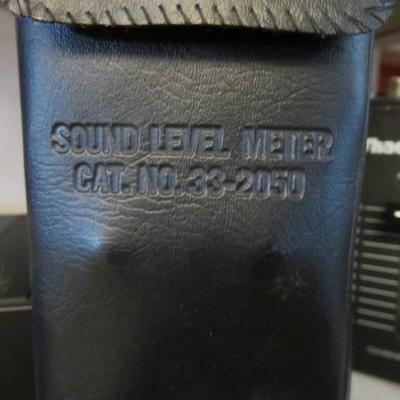 SOUND LEVEL METER
CAT. NO. 33-2050